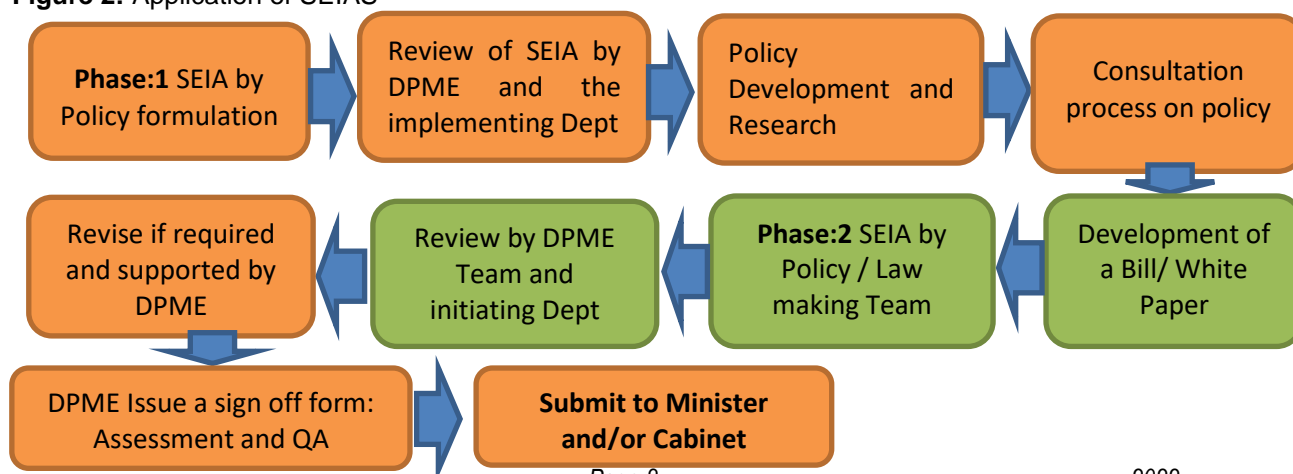 Figure 2: Application of SEIAS
Phase:1 SEIA by
Policy formulation
Review of SEIA by
DPME and the
implementing Dept
Policy
Development and
Research
Consultation
process on policy
Development of
a Bill/ White
Paper
Phase:2 SEIA by
Policy / Law
making Team
Review by DPME
Team and
initiating Dept
Revise if required
and supported by
DPME
DPME Issue a sign off form:
Assessment and QA
Submit to Minister
and/or Cabinet